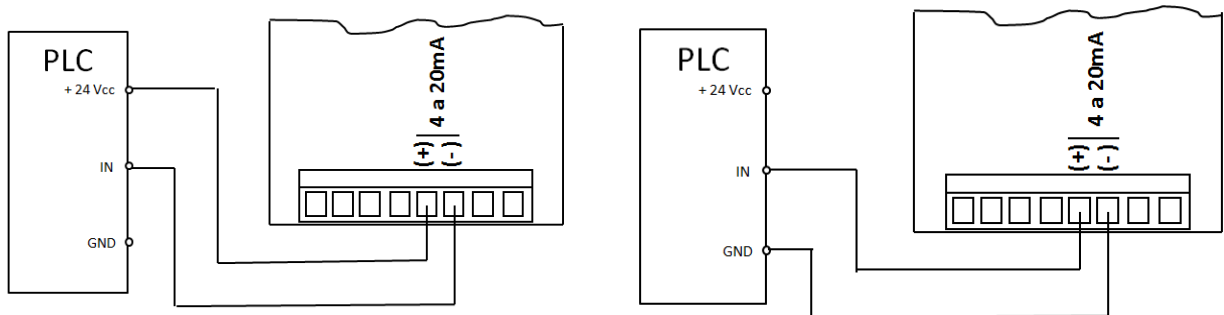 PLC
+ 24 Vcc
IN
GND
4 a 20mA
(+)
(-)
PLC
+ 24 Vcc
IN
GND
4 a 20mA
(+)
(-)